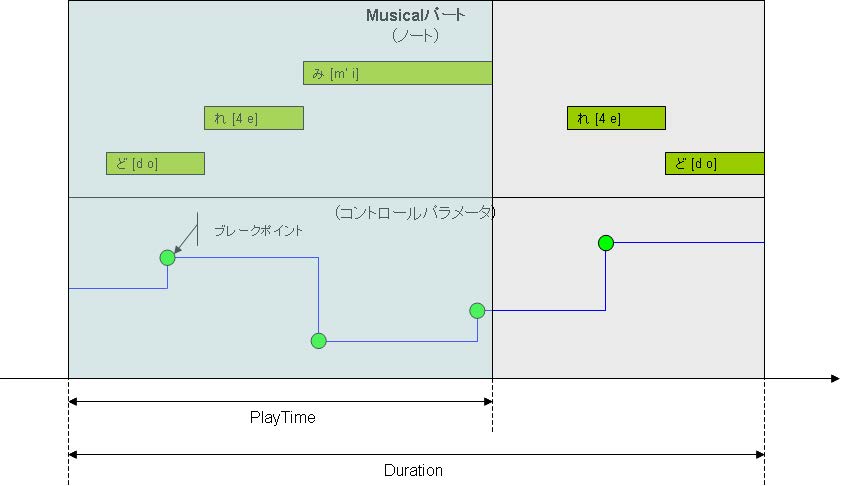 Musicalパート
(ノート)
み [m' i]
れ [4 e]
れ [4 e]
ど [d o]
ど [d o]
(コントロールパラメータ)
ブレークポイント
PlayTime
Duration